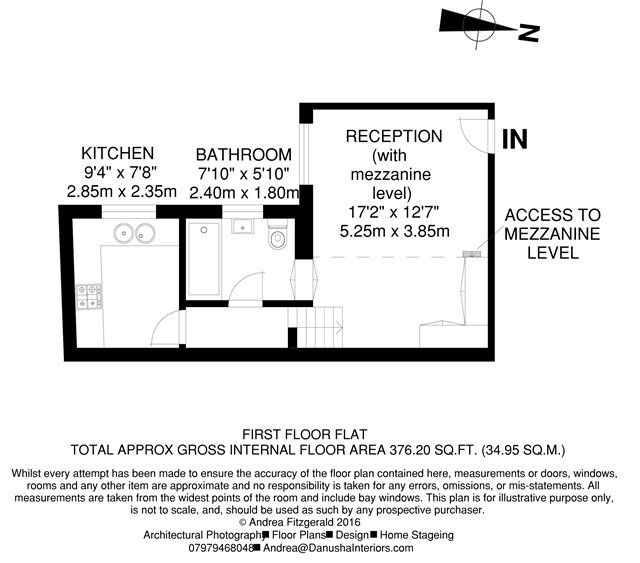 N
IN
KITCHEN
9'4" x 7'8"
2.85m x 2.35m
BATHROOM
7'10" x 5'10"
2.40m x 1.80m
RECEPTION
(with
mezzanine
level)
17'2" x 12'7"
5.25m x 3.85m
ACCESS TO
MEZZANINE
LEVEL
FIRST FLOOR FLAT
TOTAL APPROX GROSS INTERNAL FLOOR AREA 376.20 SQ.FT. (34.95 SQ.M.)
Whilst every attempt has been made to ensure the accuracy of the floor plan contained here, measurements or doors, windows,
rooms and any other item are approximate and no responsibility is taken for any errors, omissions, or mis-statements. All
measurements are taken from the widest points of the room and include bay windows. This plan is for illustrative purpose only,
is not to scale, and, should be used as such by any prospective purchaser.
© Andrea Fitzgerald 2016
Architectural Photography■ Floor Plans■ Design■ Home Stageing
07979468048■ Andrea@DanushaInteriors.com